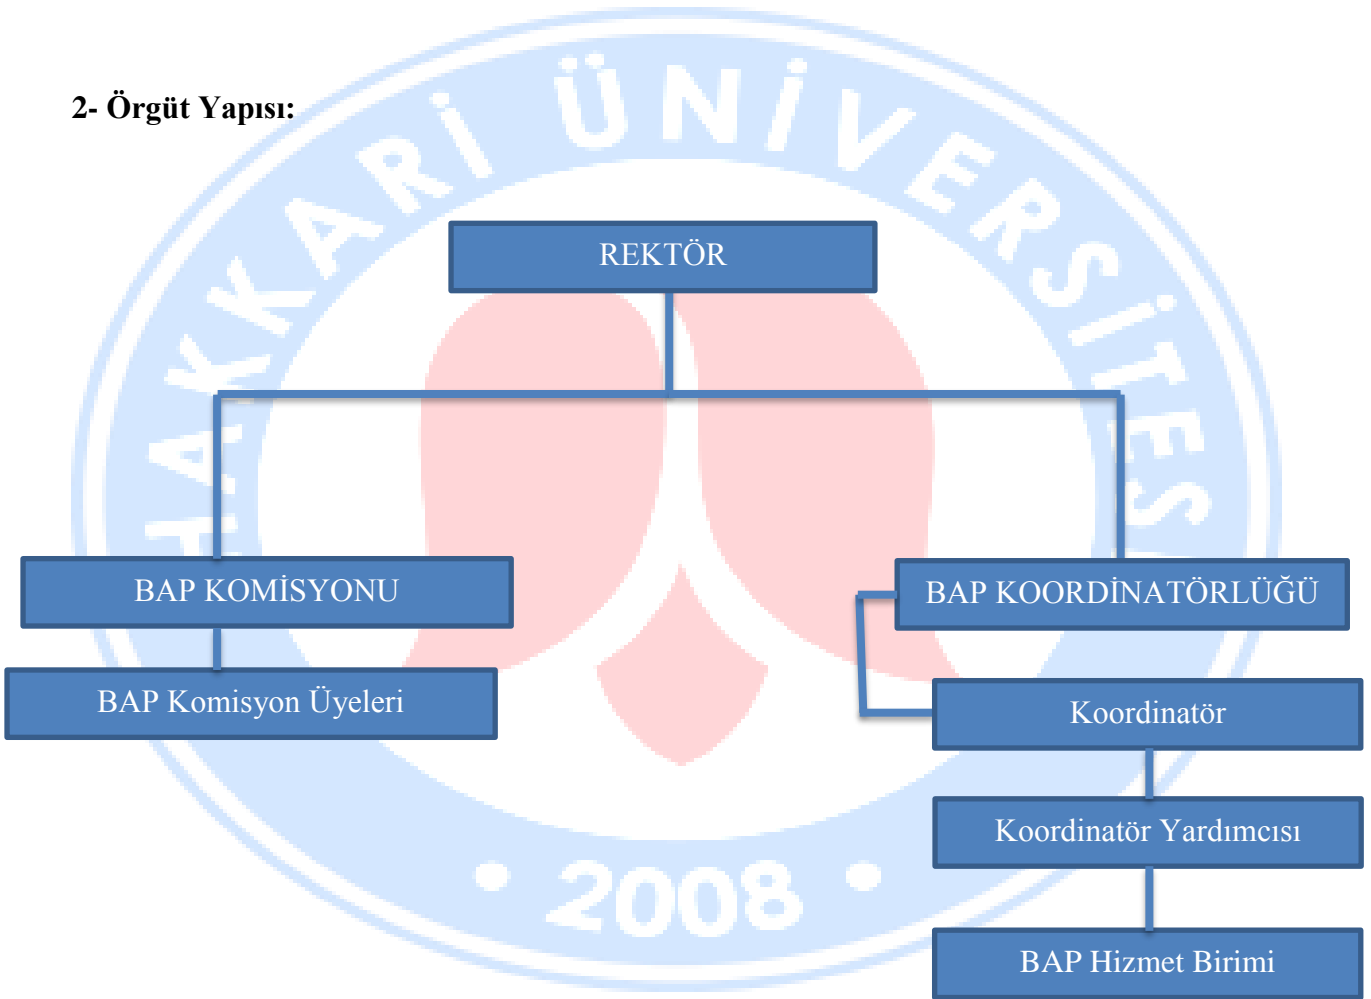 2- Örgüt Yapısı:
HAKKARİ ÜNİVERSİTESİ
REKTÖR
BAP KOMİSYONU
BAP KOORDİNATÖRLÜĞÜ
BAP Komisyon Üyeleri
Koordinatör
Koordinatör Yardımcısı
• 2008 •
BAP Hizmet Birimi